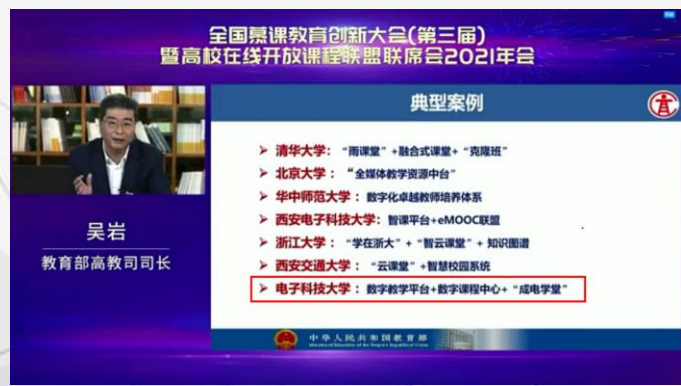 全国慕课教育创新大会(第三届)
暨高校在线开放课程联盟联席会2021年会
典型案例
➢ 清华大学：“雨课堂”+融合式课堂+“克隆班”
➢ 北京大学：“全媒体教学资源中台”
➢ 华中师范大学：数字化卓越教师培养体系
➢ 西安电子科技大学：智课平台+eMOOC联盟
➢ 浙江大学：“学在浙大”+“智云课堂”+ 知识图谱
➢ 西安交通大学：“云课堂”+智慧校园系统
➢ 电子科技大学：数字教学平台+数字课程中心+“成电学堂”
吴岩
教育部高教司司长
中华人民共和国教育部
Ministry of Education of the People's Republic of China